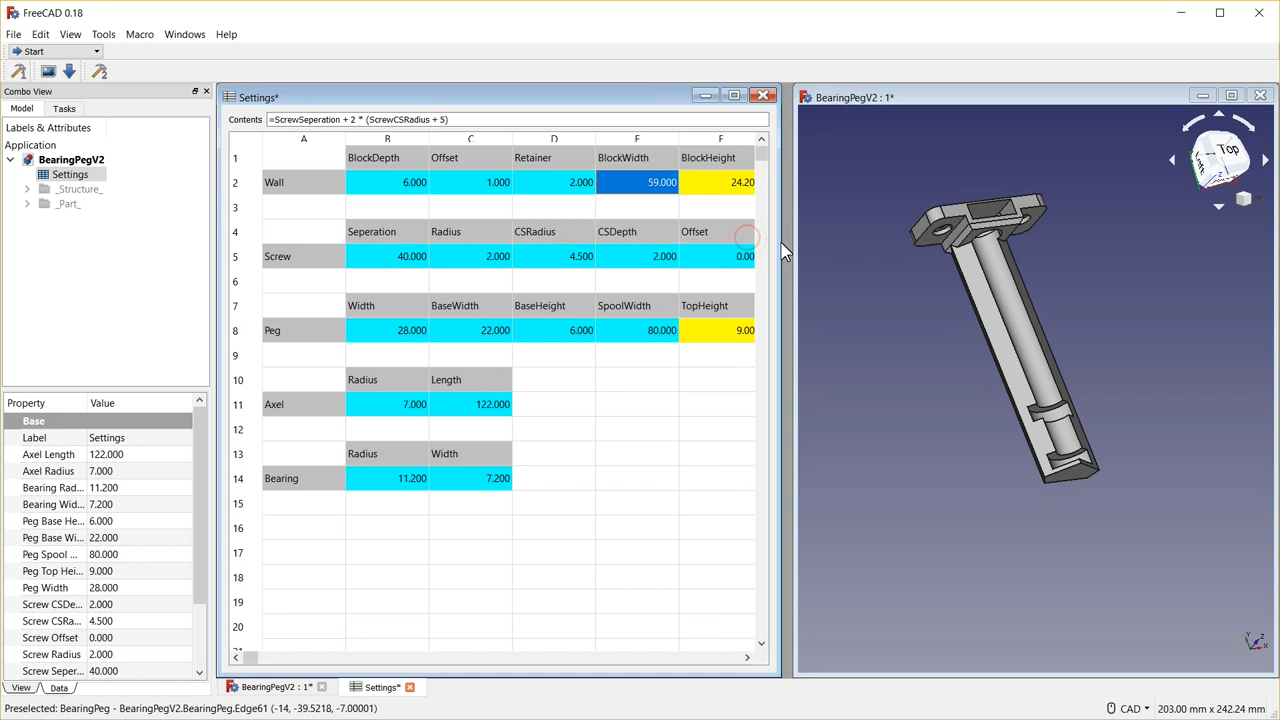 FreeCAD 0.18
File Edit View Tools Macro Windows Help
Start
Combo View
Model Tasks
Labels & Attributes
Application
BearingPegV2
Settings
_Structure_
_Part_
Property Value
Base
Label Settings
Axel Length 122.000
Axel Radius 7.000
Bearing Rad... 11.200
Bearing Wid... 7.200
Peg Base He... 6.000
Peg Base Wi... 22.000
Peg Spool ... 80.000
Peg Top Hei... 9.000
Peg Width 28.000
Screw CSDe... 2.000
Screw CSRa... 4.500
Screw Offset 0.000
Screw Radius 2.000
Screw Seper... 40.000
View Data
Settings*
Contents =ScrewSeperation + 2 * (ScrewCSRadius + 5)
A B C D E F
1 BlockDepth Offset Retainer BlockWidth BlockHeight
2 Wall 6.000 1.000 2.000 59.000 24.20
3
4 Seperation Radius CSRadius CSDepth Offset
5 Screw 40.000 2.000 4.500 2.000 0.00
6
7 Width BaseWidth BaseHeight SpoolWidth TopHeight
8 Peg 28.000 22.000 6.000 80.000 9.00
9
10 Radius Length
11 Axel 7.000 122.000
12
13 Radius Width
14 Bearing 11.200 7.200
15
16
17
18
19
20
BearingPegV2 : 1*
Top
Y Z X
BearingPegV2 : 1* Settings*
Preselected: BearingPeg - BearingPegV2.BearingPeg.Edge61 (-14, -39.5218, -7.00001)
CAD 203.00 mm x 242.24 mm